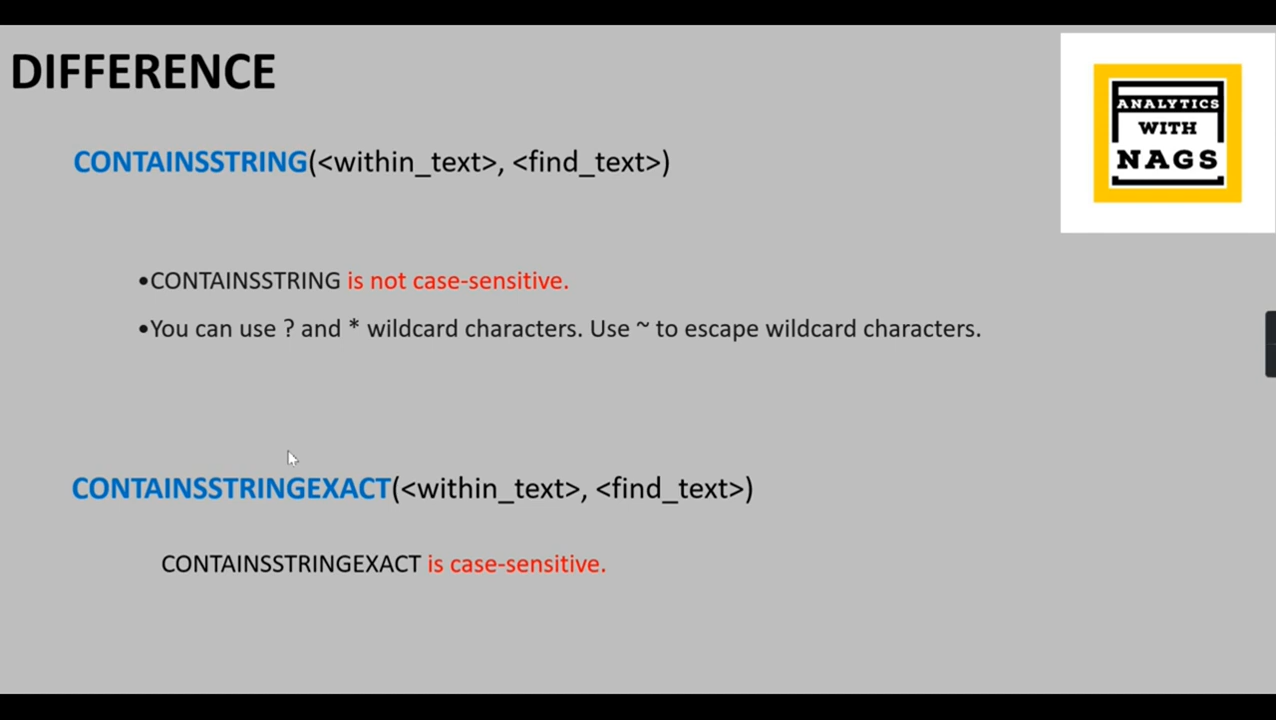 DIFFERENCE
ANALYTICS
WITH
NAGS
CONTAINSSTRING(<within_text>, <find_text>)
•CONTAINSSTRING is not case-sensitive.
•You can use ? and * wildcard characters. Use ~ to escape wildcard characters.
CONTAINSSTRINGEXACT(<within_text>, <find_text>)
CONTAINSSTRINGEXACT is case-sensitive.